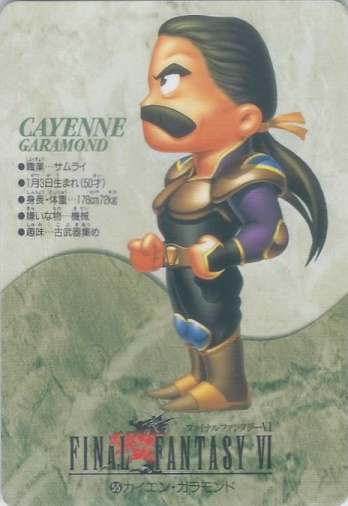 CAYENNE
GARAMOND
●職業…サムライ
●1月3日生まれ(50才)
●身長・体重…178cm72kg
●嫌いな物…機械
●趣味…古武器集め
ファイナルファンタジーVI
FINAL FANTASY VI
55 カイエン・ガラモンド